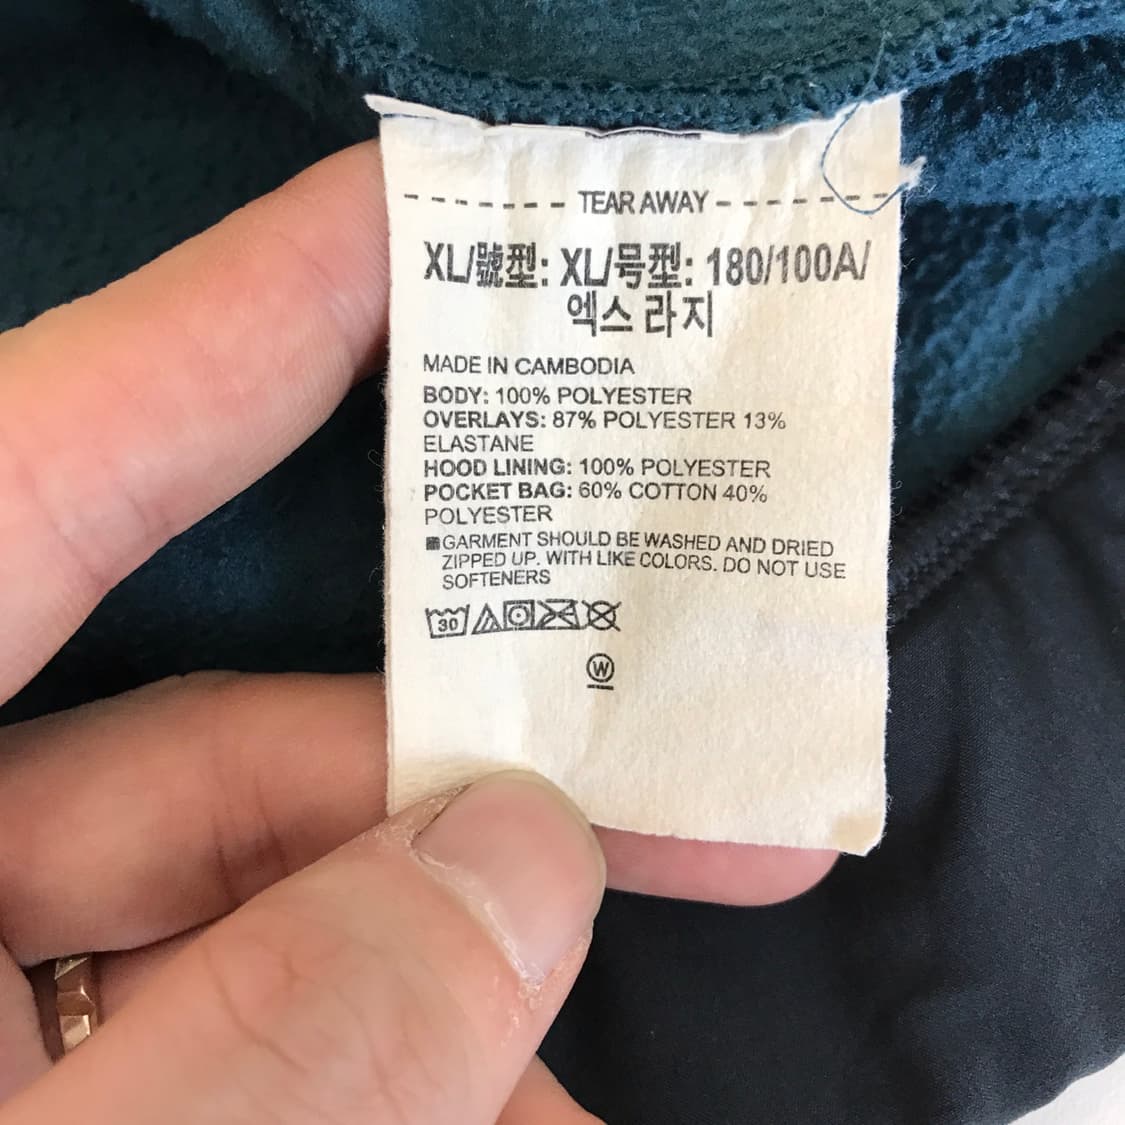 TEAR AWAY
XL/號型: XL/号型: 180/100A/
엑스 라지
MADE IN CAMBODIA
BODY: 100% POLYESTER
OVERLAYS: 87% POLYESTER 13%
ELASTANE
HOOD LINING: 100% POLYESTER
POCKET BAG: 60% COTTON 40%
POLYESTER
GARMENT SHOULD BE WASHED AND DRIED
ZIPPED UP. WITH LIKE COLORS. DO NOT USE
SOFTENERS
30
W